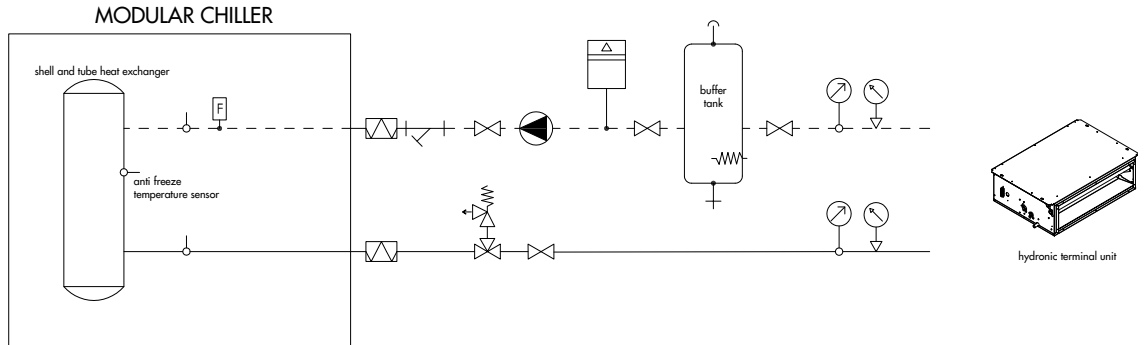 MODULAR CHILLER
shell and tube heat exchanger
F
buffer
tank
anti freeze
temperature sensor
hydronic terminal unit